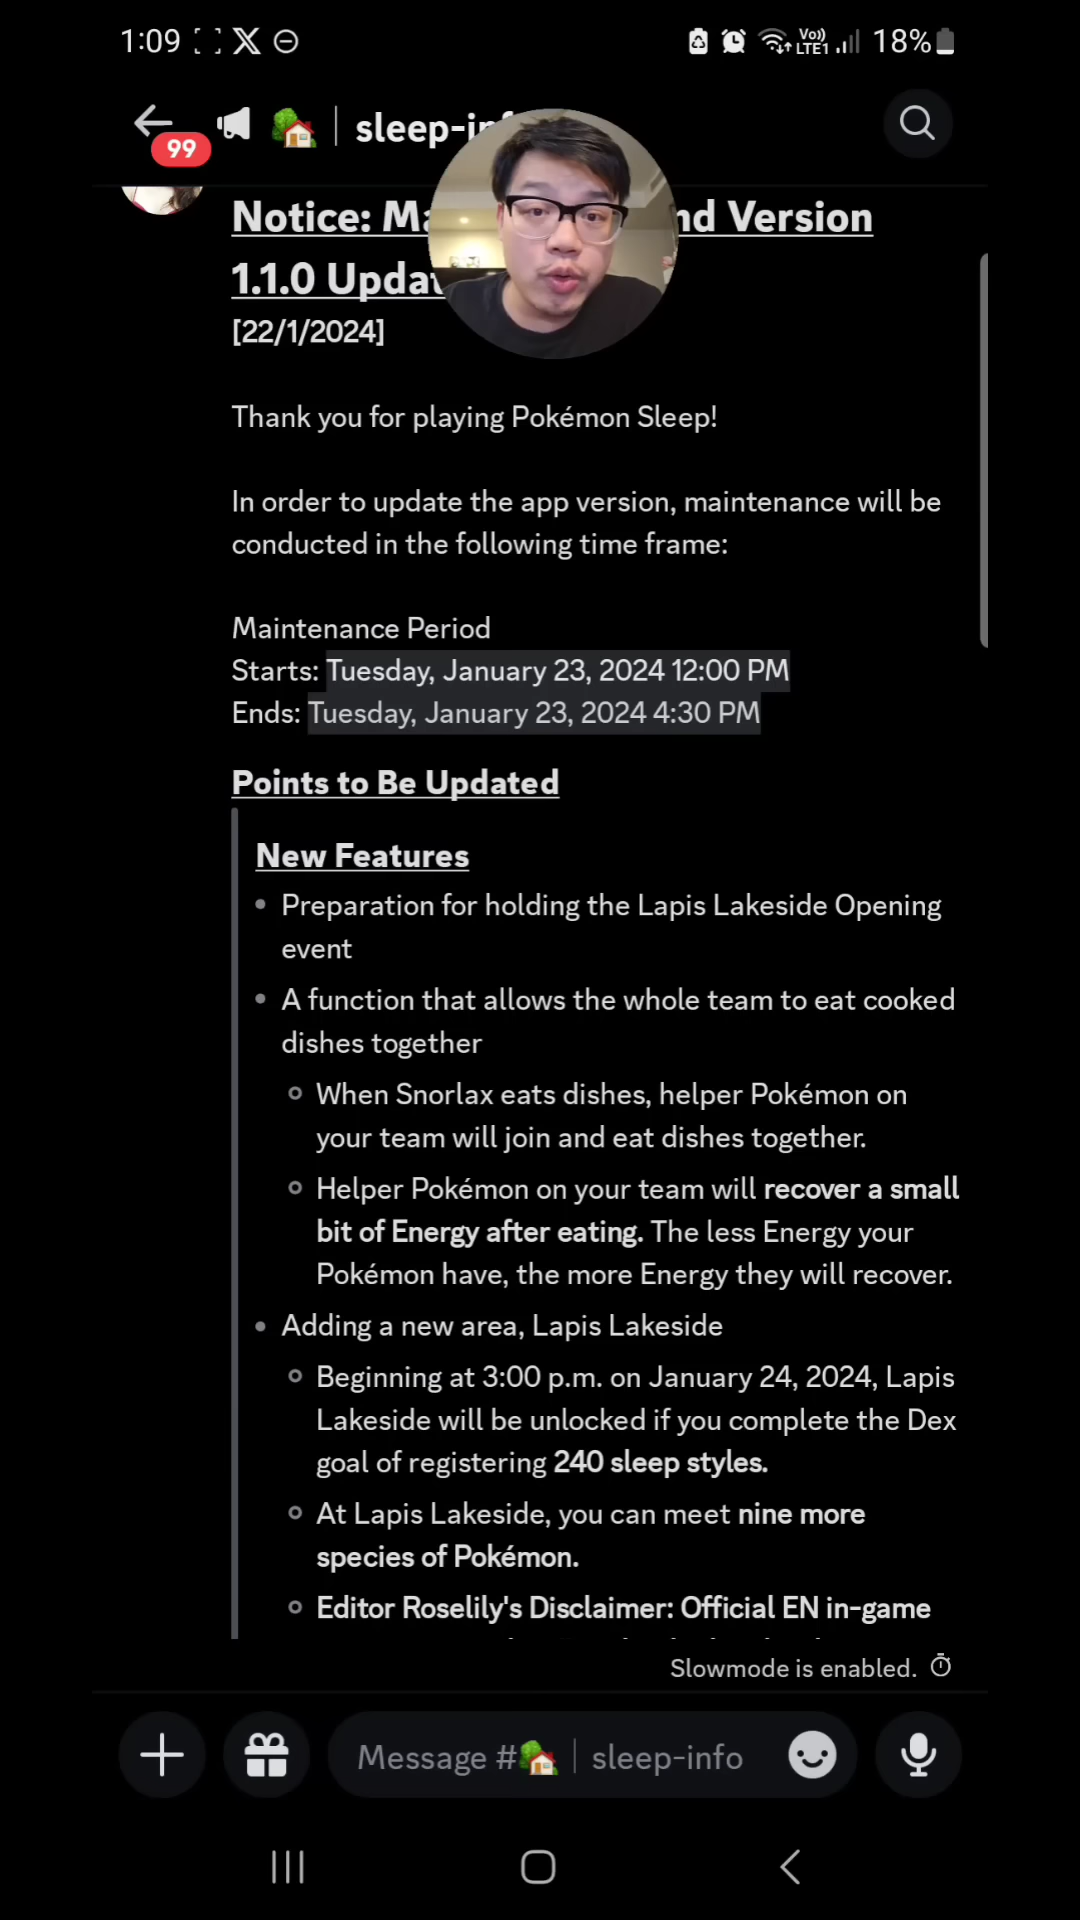 1:09
Vo))
LTE1
18%
99
sleep-
Notice: nd Version
1.1.0
[22/1/2024]
Thank you for playing Pokémon Sleep!
In order to update the app version, maintenance will be
conducted in the following time frame:
Maintenance Period
Starts: Tuesday, January 23, 2024 12:00 PM
Ends: Tuesday, January 23, 2024 4:30 PM
Points to Be Updated
New Features
• Preparation for holding the Lapis Lakeside Opening
event
• A function that allows the whole team to eat cooked
dishes together
◦ When Snorlax eats dishes, helper Pokémon on
your team will join and eat dishes together.
◦ Helper Pokémon on your team will recover a small
bit of Energy after eating. The less Energy your
Pokémon have, the more Energy they will recover.
• Adding a new area, Lapis Lakeside
◦ Beginning at 3:00 p.m. on January 24, 2024, Lapis
Lakeside will be unlocked if you complete the Dex
goal of registering 240 sleep styles.
◦ At Lapis Lakeside, you can meet nine more
species of Pokémon.
◦ Editor Roselily's Disclaimer: Official EN in-game
Slowmode is enabled.
Message #🏡 | sleep-info